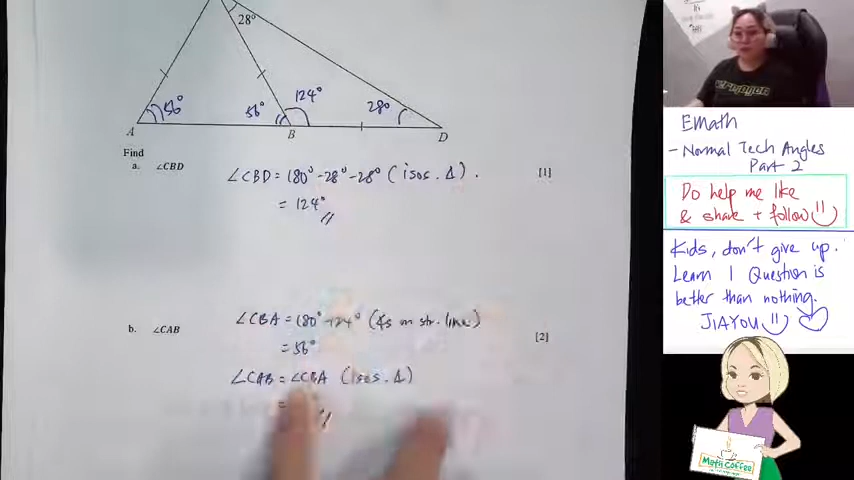 28°
56°
56°
124°
28°
A
B
D
Find
a. ∠CBD
∠CBD = 180° - 28° - 28° (isos. Δ).
[1]
= 124°
b. ∠CAB
∠CBA = 180° - 124° (∠s on str. line)
[2]
= 56°
∠CAB = ∠CBA (isos. Δ)
=
EMath
- Normal Tech Angles
Part 2
Do help me like
& share + follow
Kids, don't give up.
Learn 1 Question is
better than nothing.
JIAYOU
Math Coffee